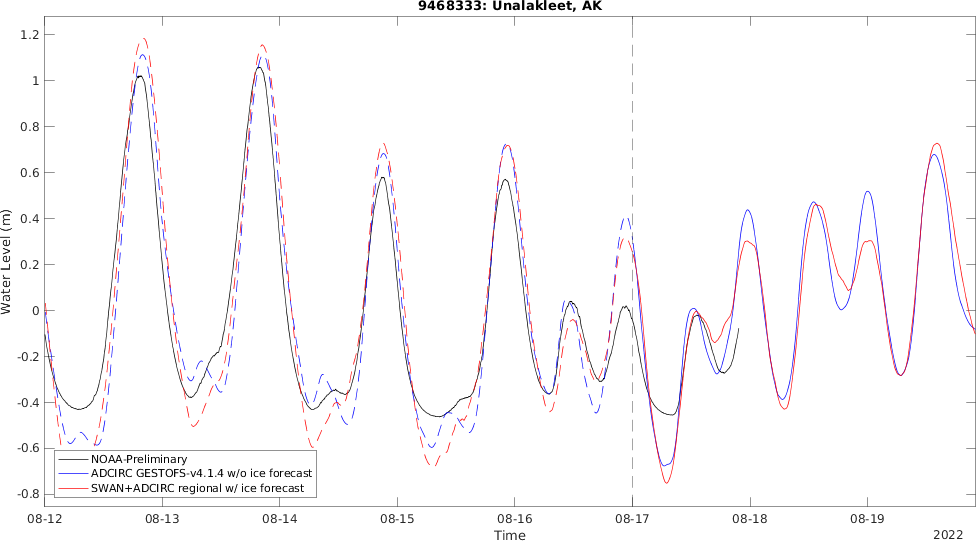 9468333: Unalakleet, AK
1.2
1
0.8
0.6
0.4
0.2
0
-0.2
-0.4
-0.6
-0.8
Water Level (m)
NOAA-Preliminary
ADCIRC GESTOFS-v4.1.4 w/o ice forecast
SWAN+ADCIRC regional w/ ice forecast
08-12 08-13 08-14 08-15 08-16 08-17 08-18 08-19
Time
2022